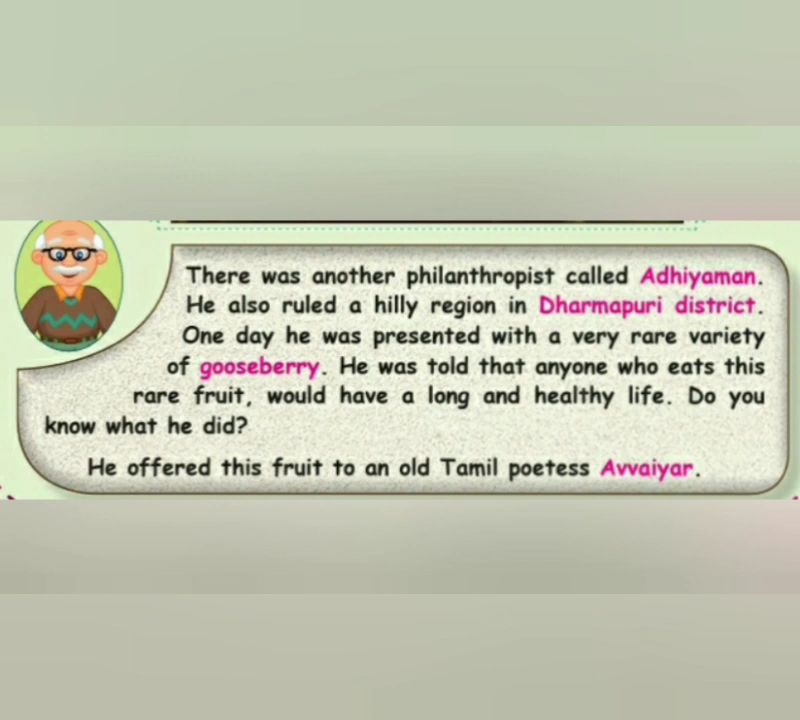 There was another philanthropist called Adhiyaman.
He also ruled a hilly region in Dharmapuri district.
One day he was presented with a very rare variety
of gooseberry. He was told that anyone who eats this
rare fruit, would have a long and healthy life. Do you
know what he did?
He offered this fruit to an old Tamil poetess Avvaiyar.